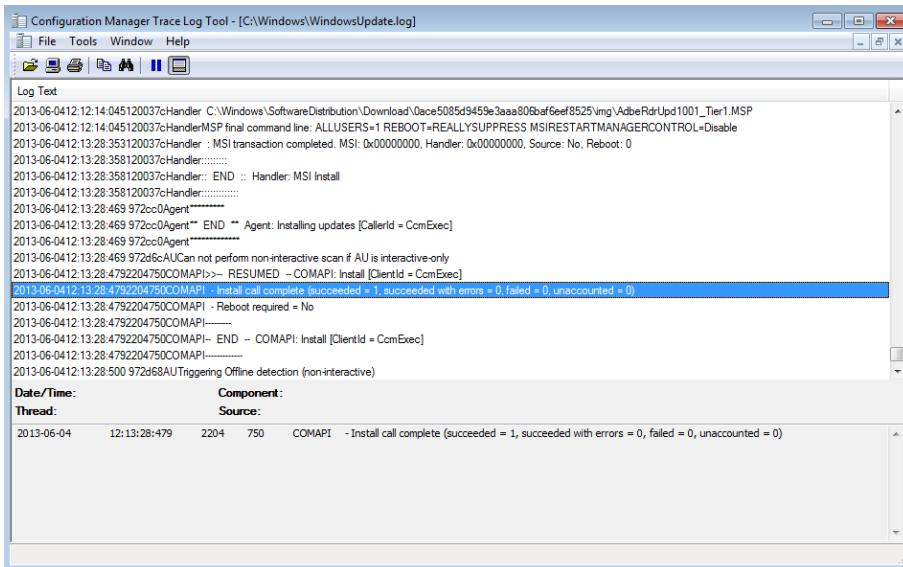 Configuration Manager Trace Log Tool - [C:\Windows\WindowsUpdate.log]
File Tools Window Help
Log Text
2013-06-0412:12:14:045120037cHandler C:\Windows\SoftwareDistribution\Download\0ace5085d9459e3aaa806baf6eef8525\img\AdbeRdrUpd1001_Tier1.MSP
2013-06-0412:12:14:045120037cHandlerMSP final command line: ALLUSERS=1 REBOOT=REALLYSUPPRESS MSIRESTARTMANAGERCONTROL=Disable
2013-06-0412:13:28:353120037cHandler : MSI transaction completed. MSI: 0x00000000, Handler: 0x00000000, Source: No, Reboot: 0
2013-06-0412:13:28:358120037cHandler:::::::::
2013-06-0412:13:28:358120037cHandler:: END :: Handler: MSI Install
2013-06-0412:13:28:358120037cHandler:::::::::::::
2013-06-0412:13:28:469 972cc0Agent*********
2013-06-0412:13:28:469 972cc0Agent** END ** Agent: Installing updates [CallerId = CcmExec]
2013-06-0412:13:28:469 972cc0Agent*************
2013-06-0412:13:28:469 972d6cAUCan not perform non-interactive scan if AU is interactive-only
2013-06-0412:13:28:4792204750COMAPI>>-- RESUMED -- COMAPI: Install [ClientId = CcmExec]
2013-06-0412:13:28:4792204750COMAPI - Install call complete (succeeded = 1, succeeded with errors = 0, failed = 0, unaccounted = 0)
2013-06-0412:13:28:4792204750COMAPI - Reboot required = No
2013-06-0412:13:28:4792204750COMAPI---------
2013-06-0412:13:28:4792204750COMAPI-- END -- COMAPI: Install [ClientId = CcmExec]
2013-06-0412:13:28:4792204750COMAPI-------------
2013-06-0412:13:28:500 972d68AUTriggering Offline detection (non-interactive)
Date/Time: Component:
Thread: Source:
2013-06-04 12:13:28:479 2204 750 COMAPI - Install call complete (succeeded = 1, succeeded with errors = 0, failed = 0, unaccounted = 0)